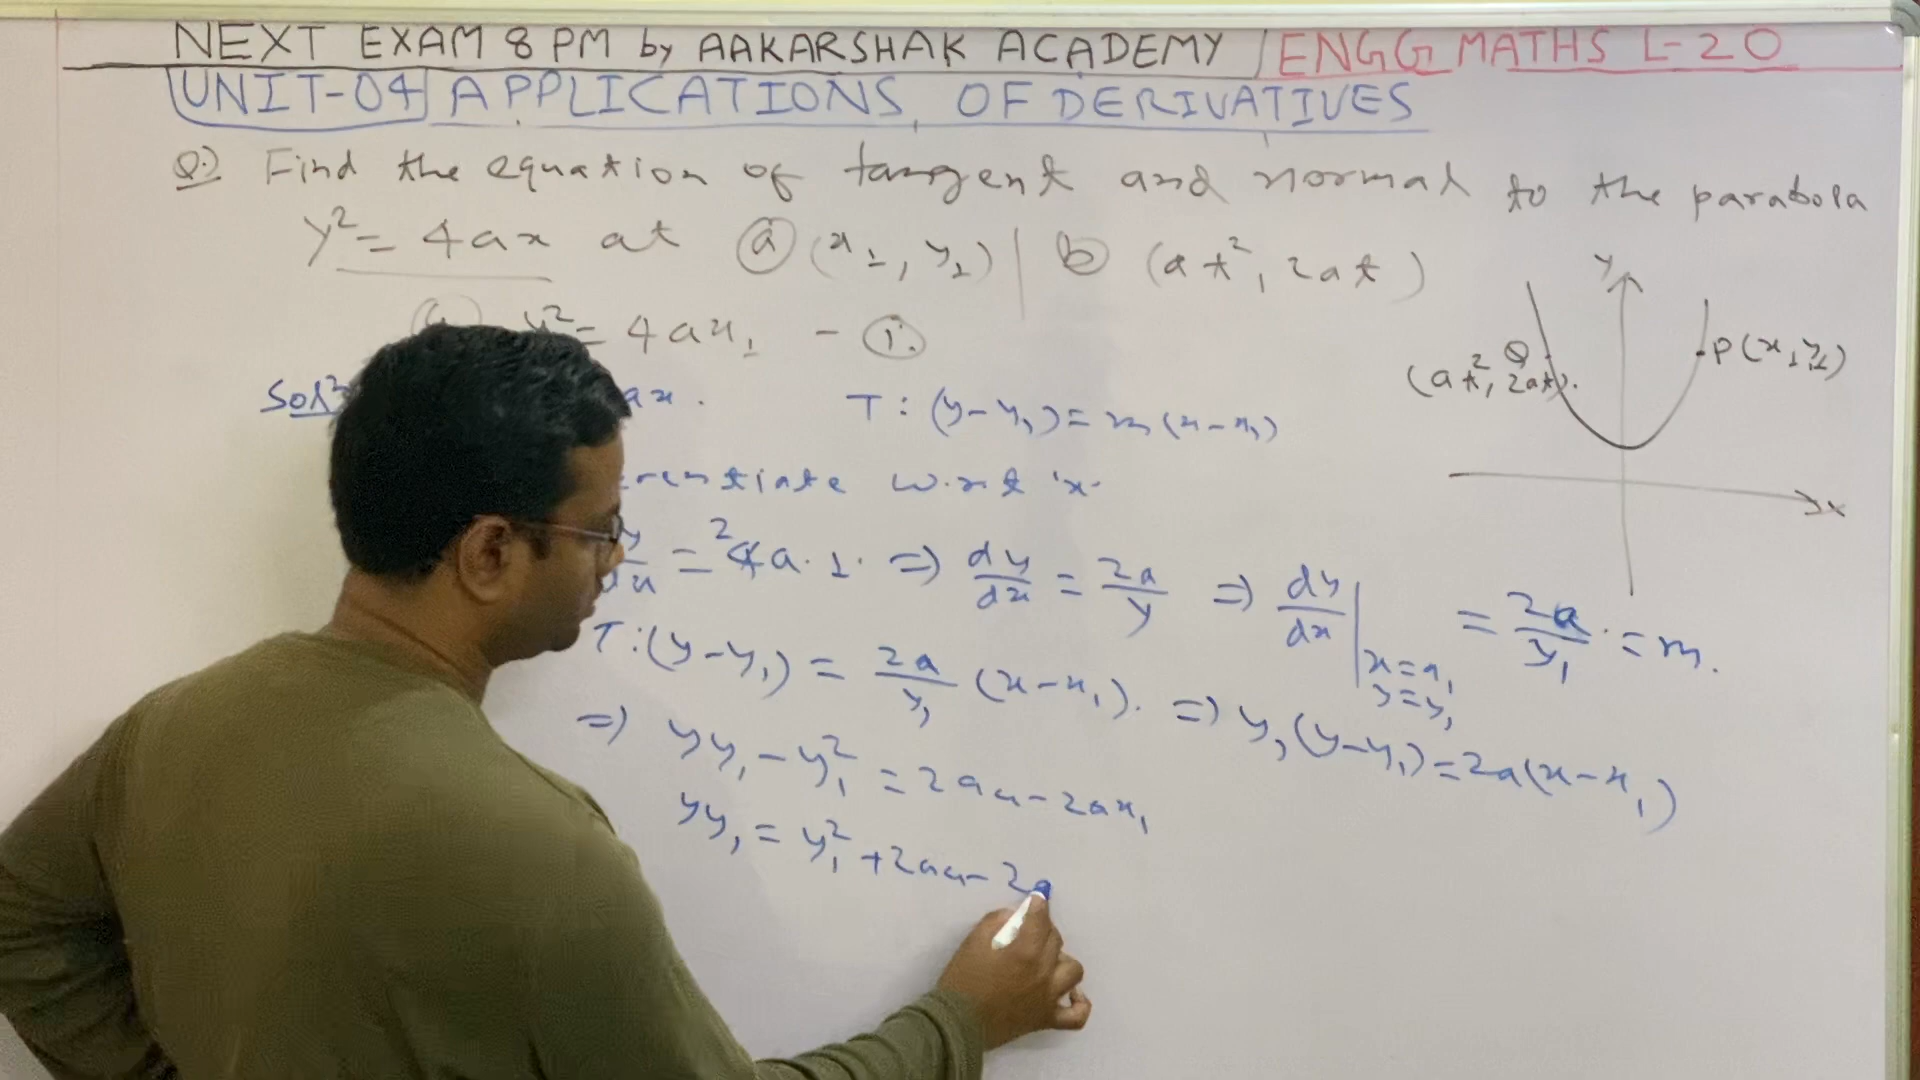 NEXT EXAM 8 PM by AAKARSHAK ACADEMY | ENGG MATHS L-20
UNIT-04 APPLICATIONS OF DERIVATIVES
Q.) Find the equation of tangent and normal to the parabola
y² = 4ax at (a) (x₁, y₁) | (b) (at², 2at)
y
y² = 4ax₁ - (1).
P(x₁, y₁)
Q
(at², 2at).
Solⁿ ax. T: (y-y₁) = m(x-x₁)
erentiate w.r.t 'x'
x
y/dx = ²4a.1. ⇒ dy/dx = 2a/y ⇒ dy/dx | x=x₁ y=y₁ = 2a/y₁ . = m.
T: (y-y₁) = 2a/y₁ (x-x₁). ⇒ y₁(y-y₁) = 2a(x-x₁)
⇒ yy₁ - y₁² = 2ax - 2ax₁
yy₁ = y₁² + 2ax - 2a